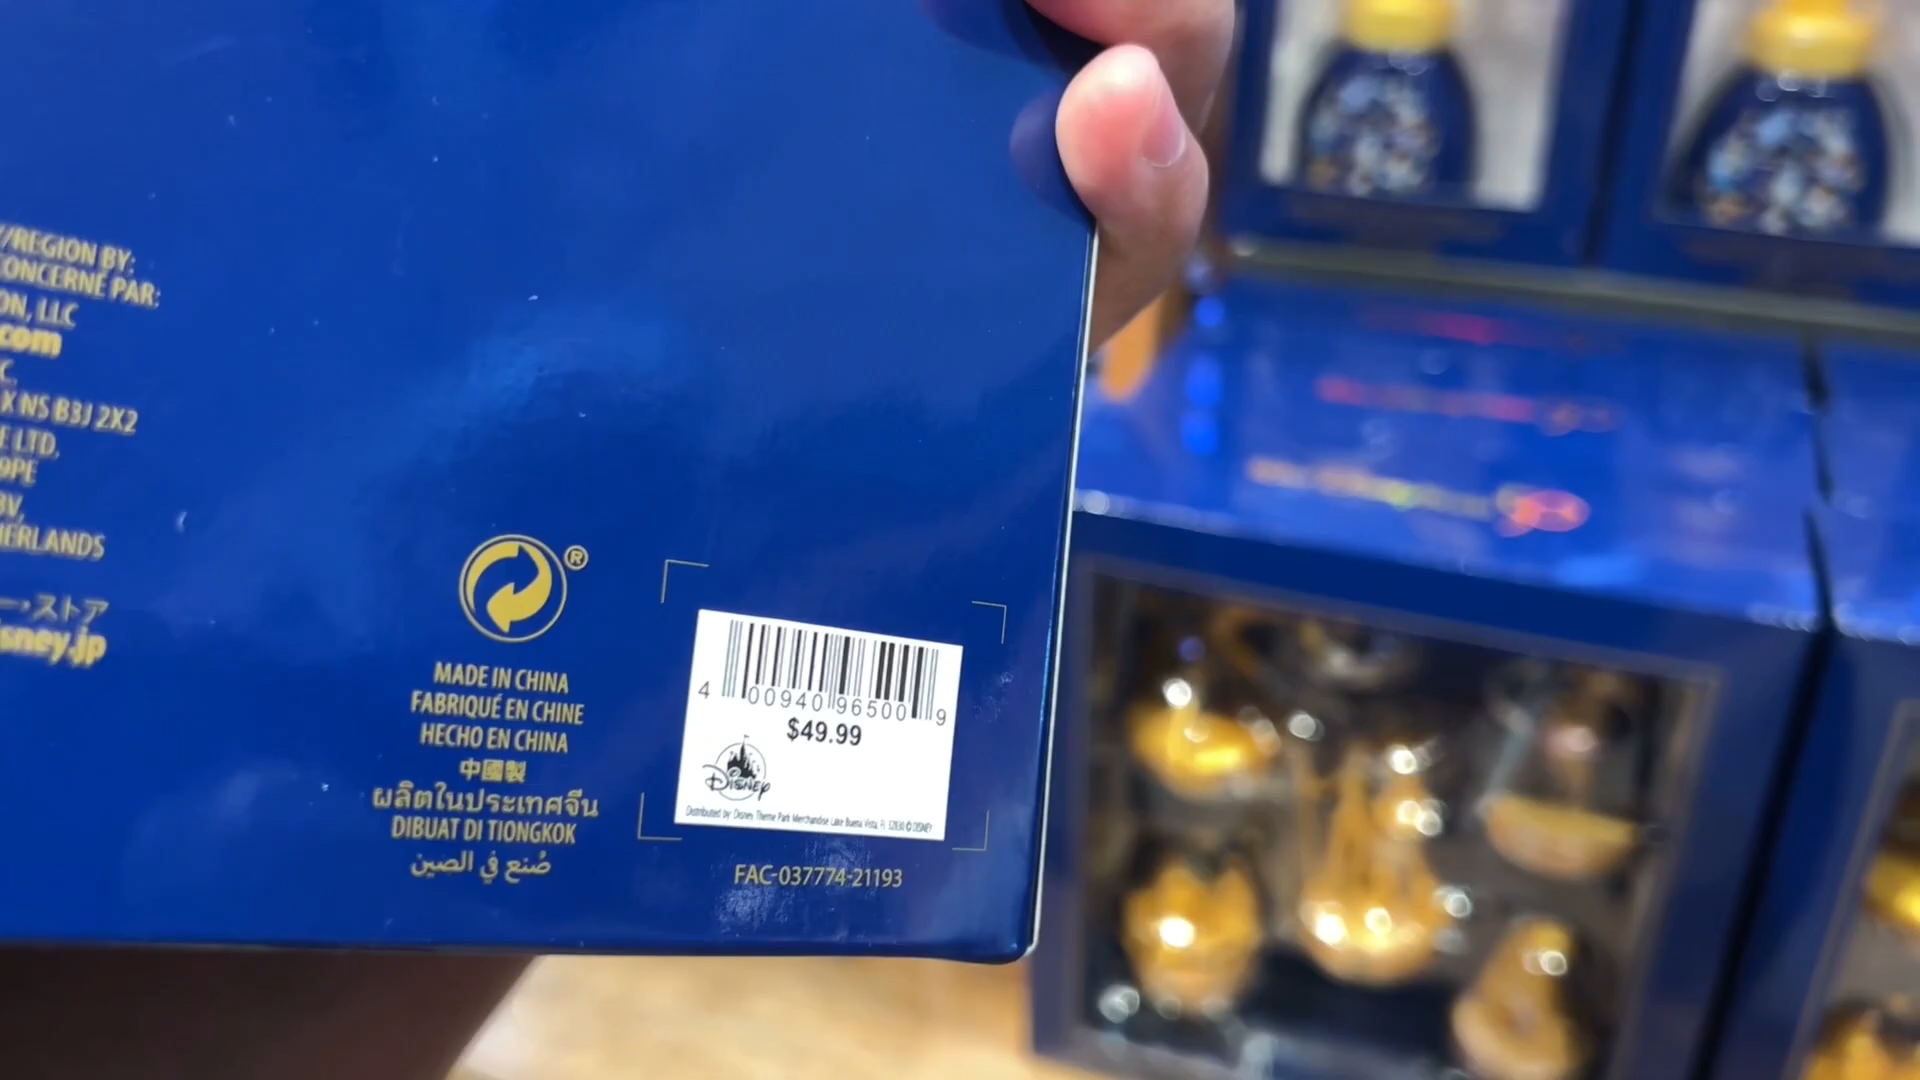 /REGION BY:
CONCERNÉ PAR:
ON, LLC
.com
C.
X NS B3J 2X2
E LTD.
OPE
BV,
HERLANDS
ー・ストア
isney.jp
®
MADE IN CHINA
FABRIQUÉ EN CHINE
HECHO EN CHINA
中國製
ผลิตในประเทศจีน
DIBUAT DI TIONGKOK
صُنع في الصين
4 00940 96500 9
$49.99
Disney
Distributed by: Disney Theme Park Merchandise Lake Buena Vista, FL 32830 © DISNEY
FAC-037774-21193